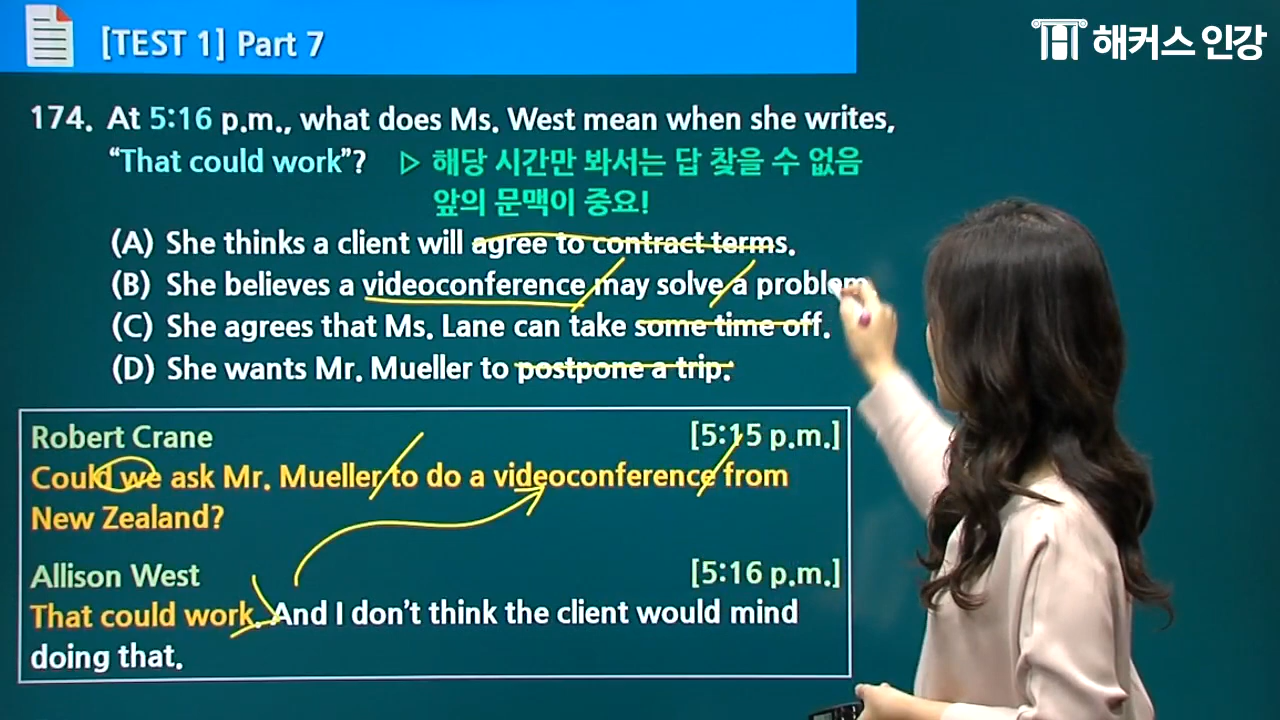 [TEST 1] Part 7
해커스 인강
174. At 5:16 p.m., what does Ms. West mean when she writes,
“That could work”? ▷ 해당 시간만 봐서는 답 찾을 수 없음
앞의 문맥이 중요!
(A) She thinks a client will agree to contract terms.
(B) She believes a videoconference may solve a problem
(C) She agrees that Ms. Lane can take some time off.
(D) She wants Mr. Mueller to postpone a trip.
Robert Crane [5:15 p.m.]
Could we ask Mr. Mueller to do a videoconference from
New Zealand?
Allison West [5:16 p.m.]
That could work. And I don’t think the client would mind
doing that.